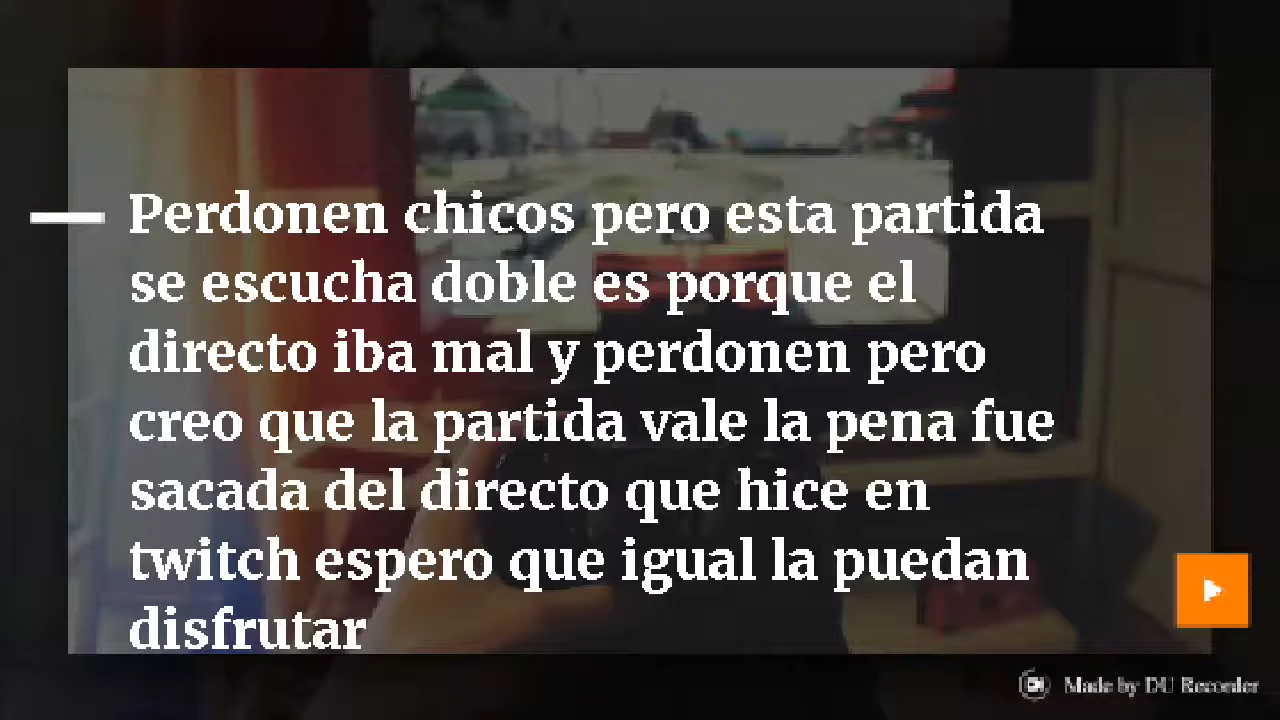 Perdonen chicos pero esta partida
se escucha doble es porque el
directo iba mal y perdonen pero
creo que la partida vale la pena fue
sacada del directo que hice en
twitch espero que igual la puedan
disfrutar
Made by DU Recorder